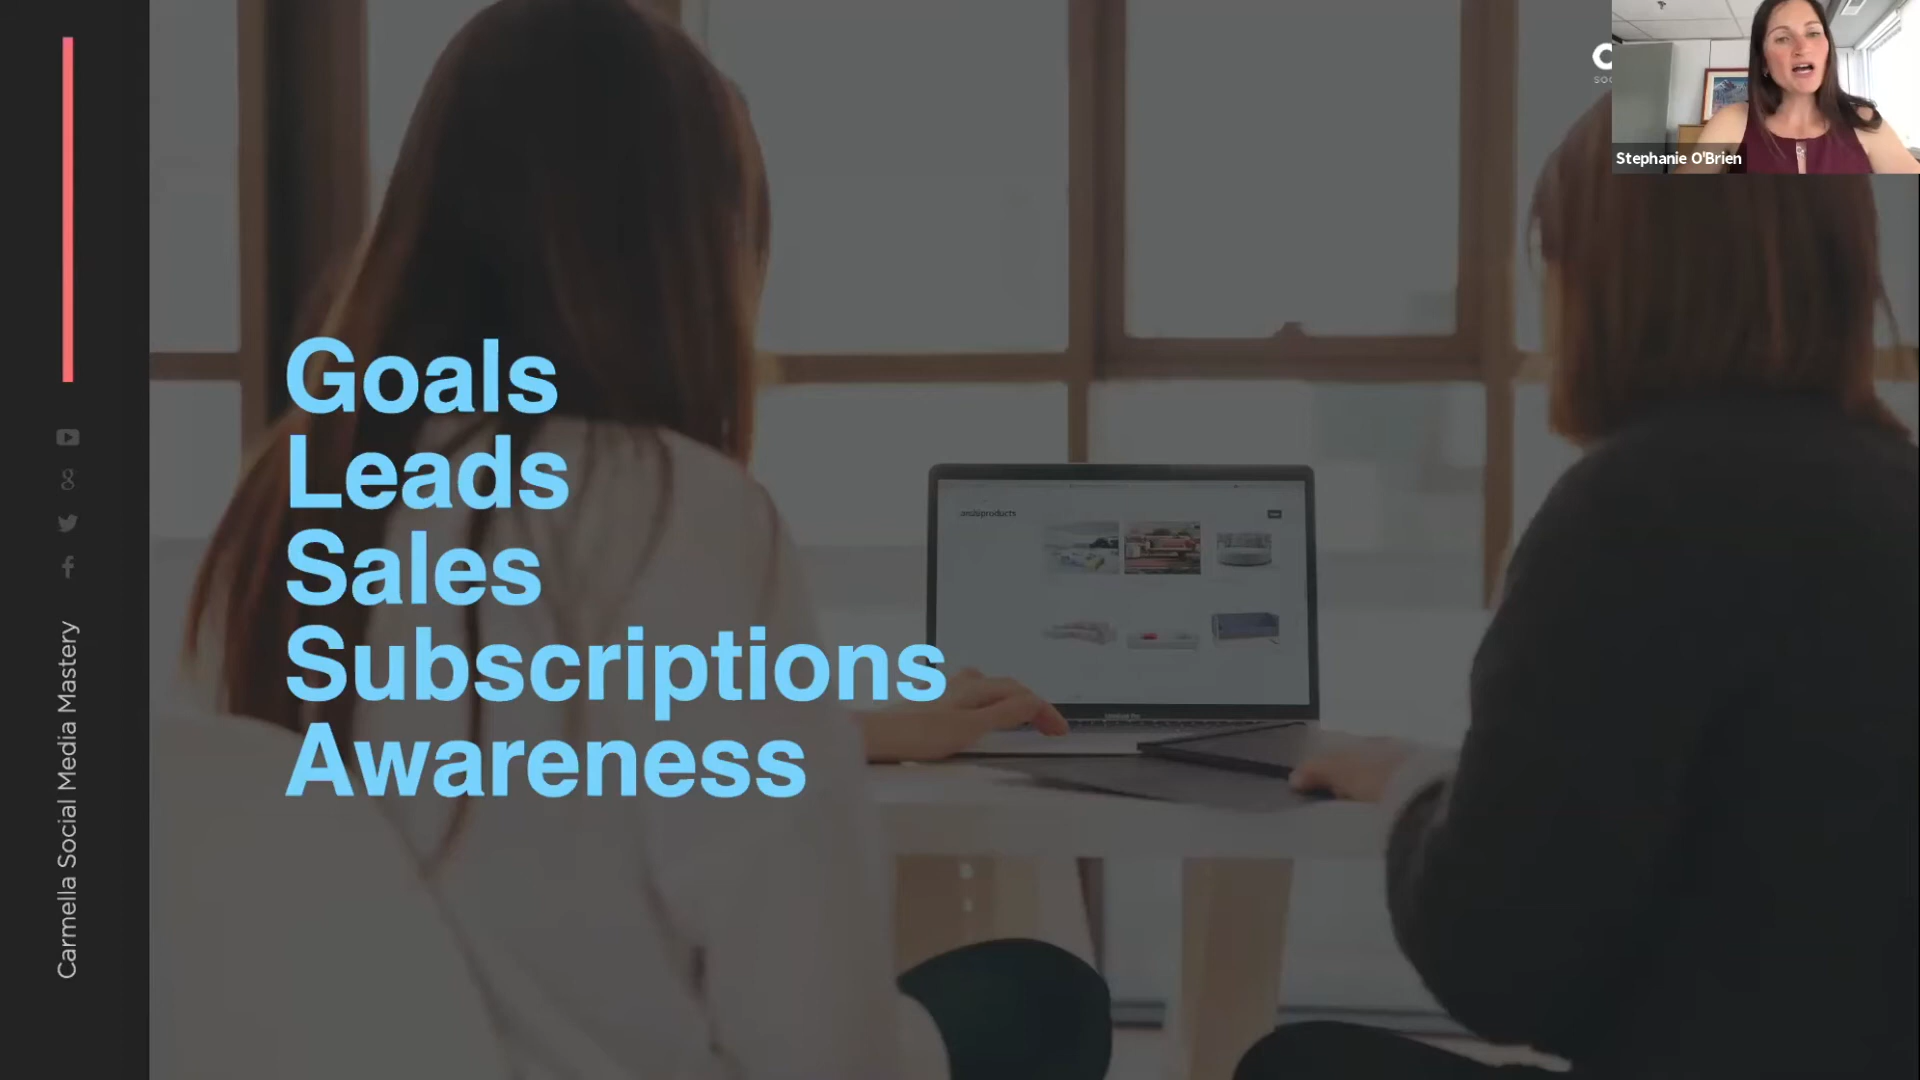 Stephanie O'Brien
Goals
Leads
Sales
Subscriptions
Awareness
Carmella Social Media Mastery